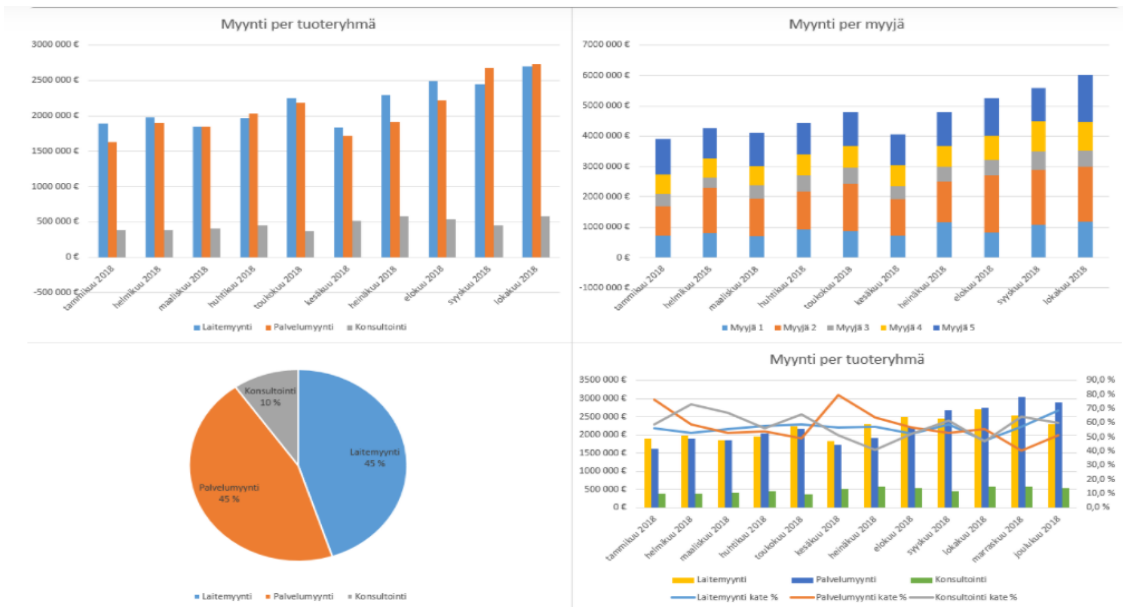 Myynti per tuoteryhmä
3000 000 €
2500 000 €
2000 000 €
1500 000 €
1000 000 €
500 000 €
0 €
-500 000 €
tammikuu 2018
helmikuu 2018
maaliskuu 2018
huhtikuu 2018
toukokuu 2018
kesäkuu 2018
heinäkuu 2018
elokuu 2018
syyskuu 2018
lokakuu 2018
Laitemyynti Palvelumyynti Konsultointi
Myynti per myyjä
7000 000 €
6000 000 €
5000 000 €
4000 000 €
3000 000 €
2000 000 €
1000 000 €
0 €
-1000 000 €
tammikuu 2018
helmikuu 2018
maaliskuu 2018
huhtikuu 2018
toukokuu 2018
kesäkuu 2018
heinäkuu 2018
elokuu 2018
syyskuu 2018
lokakuu 2018
Myyjä 1 Myyjä 2 Myyjä 3 Myyjä 4 Myyjä 5
Konsultointi
10 %
Laitemyynti
45 %
Palvelumyynti
45 %
Laitemyynti Palvelumyynti Konsultointi
Myynti per tuoteryhmä
3500 000 €
3000 000 €
2500 000 €
2000 000 €
1500 000 €
1000 000 €
500 000 €
0 €
90,0 %
80,0 %
70,0 %
60,0 %
50,0 %
40,0 %
30,0 %
20,0 %
10,0 %
0,0 %
tammikuu 2018
helmikuu 2018
maaliskuu 2018
huhtikuu 2018
toukokuu 2018
kesäkuu 2018
heinäkuu 2018
elokuu 2018
syyskuu 2018
lokakuu 2018
marraskuu 2018
joulukuu 2018
Laitemyynti Palvelumyynti Konsultointi
Laitemyynti kate % Palvelumyynti kate % Konsultointi kate %